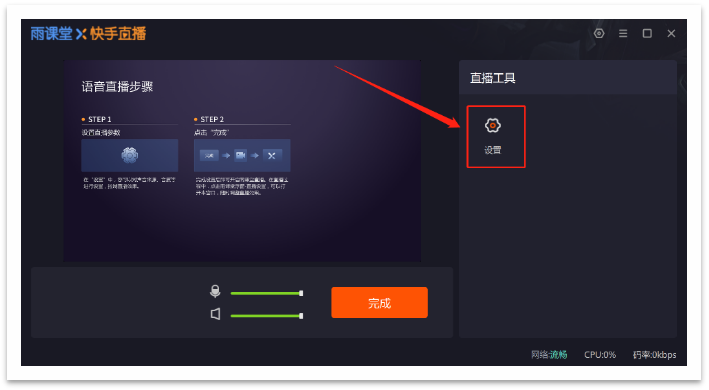 雨课堂 X 快手直播
直播工具
设置
语音直播步骤
STEP 1
设置直播参数
STEP 2
点击“完成”
完成
网络:流畅
CPU:0%
码率:0kbps